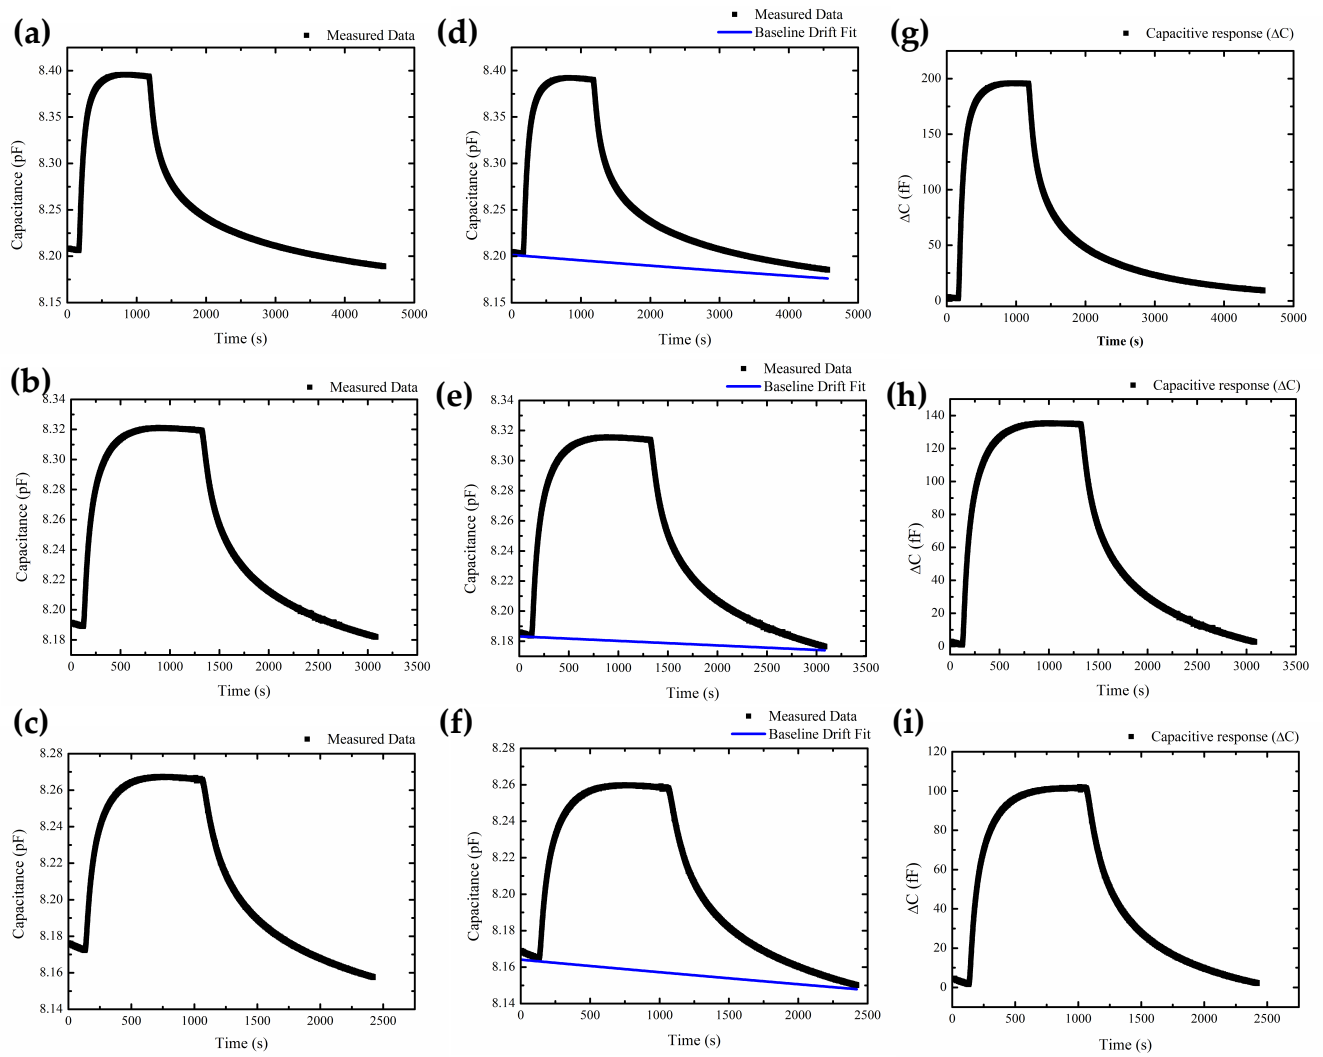 (a)
Measured Data
8.40
8.35
8.30
8.25
8.20
8.15
Capacitance (pF)
0 1000 2000 3000 4000 5000
Time (s)
(d)
Measured Data
Baseline Drift Fit
8.40
8.35
8.30
8.25
8.20
8.15
Capacitance (pF)
0 1000 2000 3000 4000 5000
Time (s)
(g)
Capacitive response (ΔC)
200
150
100
50
0
ΔC (fF)
0 1000 2000 3000 4000 5000
Time (s)
(b)
Measured Data
8.34
8.32
8.30
8.28
8.26
8.24
8.22
8.20
8.18
Capacitance (pF)
0 500 1000 1500 2000 2500 3000 3500
Time (s)
(e)
Measured Data
Baseline Drift Fit
8.34
8.32
8.30
8.28
8.26
8.24
8.22
8.20
8.18
Capacitance (pF)
0 500 1000 1500 2000 2500 3000 3500
Time (s)
(h)
Capacitive response (ΔC)
140
120
100
80
60
40
20
0
ΔC (fF)
0 500 1000 1500 2000 2500 3000 3500
Time (s)
(c)
Measured Data
8.28
8.26
8.24
8.22
8.20
8.18
8.16
8.14
Capacitance (pF)
0 500 1000 1500 2000 2500
Time (s)
(f)
Measured Data
Baseline Drift Fit
8.28
8.26
8.24
8.22
8.20
8.18
8.16
8.14
Capacitance (pF)
0 500 1000 1500 2000 2500
Time (s)
(i)
Capacitive response (ΔC)
120
100
80
60
40
20
0
ΔC (fF)
0 500 1000 1500 2000 2500
Time (s)